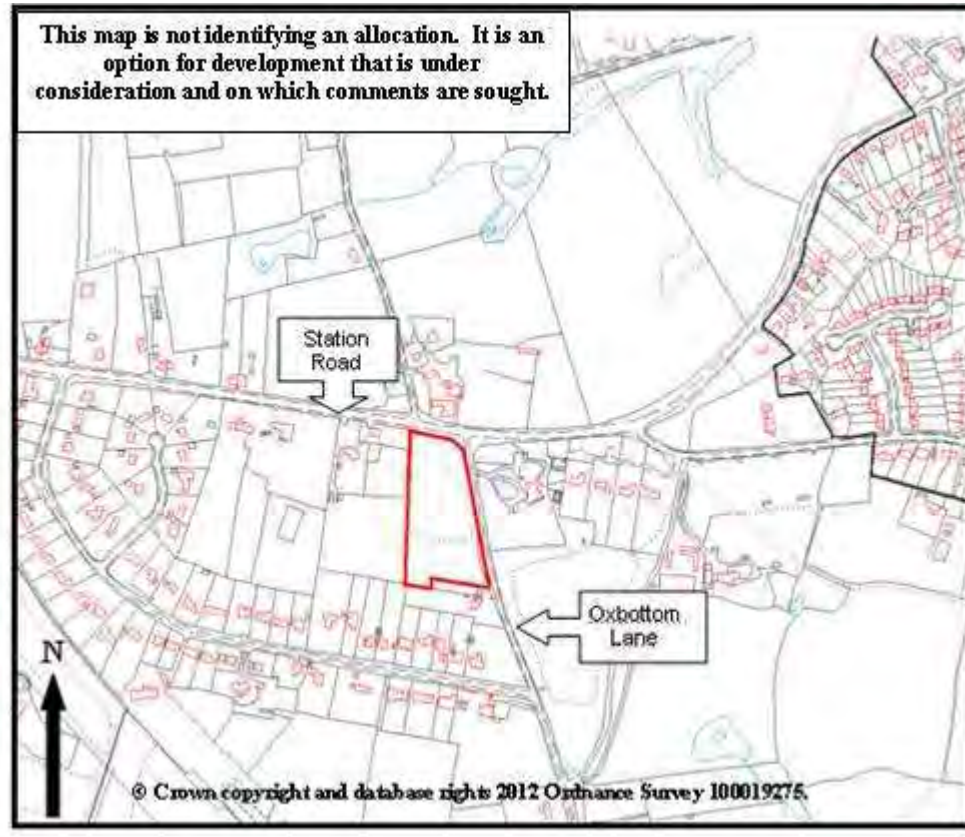 This map is not identifying an allocation. It is an
option for development that is under
consideration and on which comments are sought.
Station
Road
Oxbottom
Lane
N
© Crown copyright and database rights 2012 Ordnance Survey 100019275.